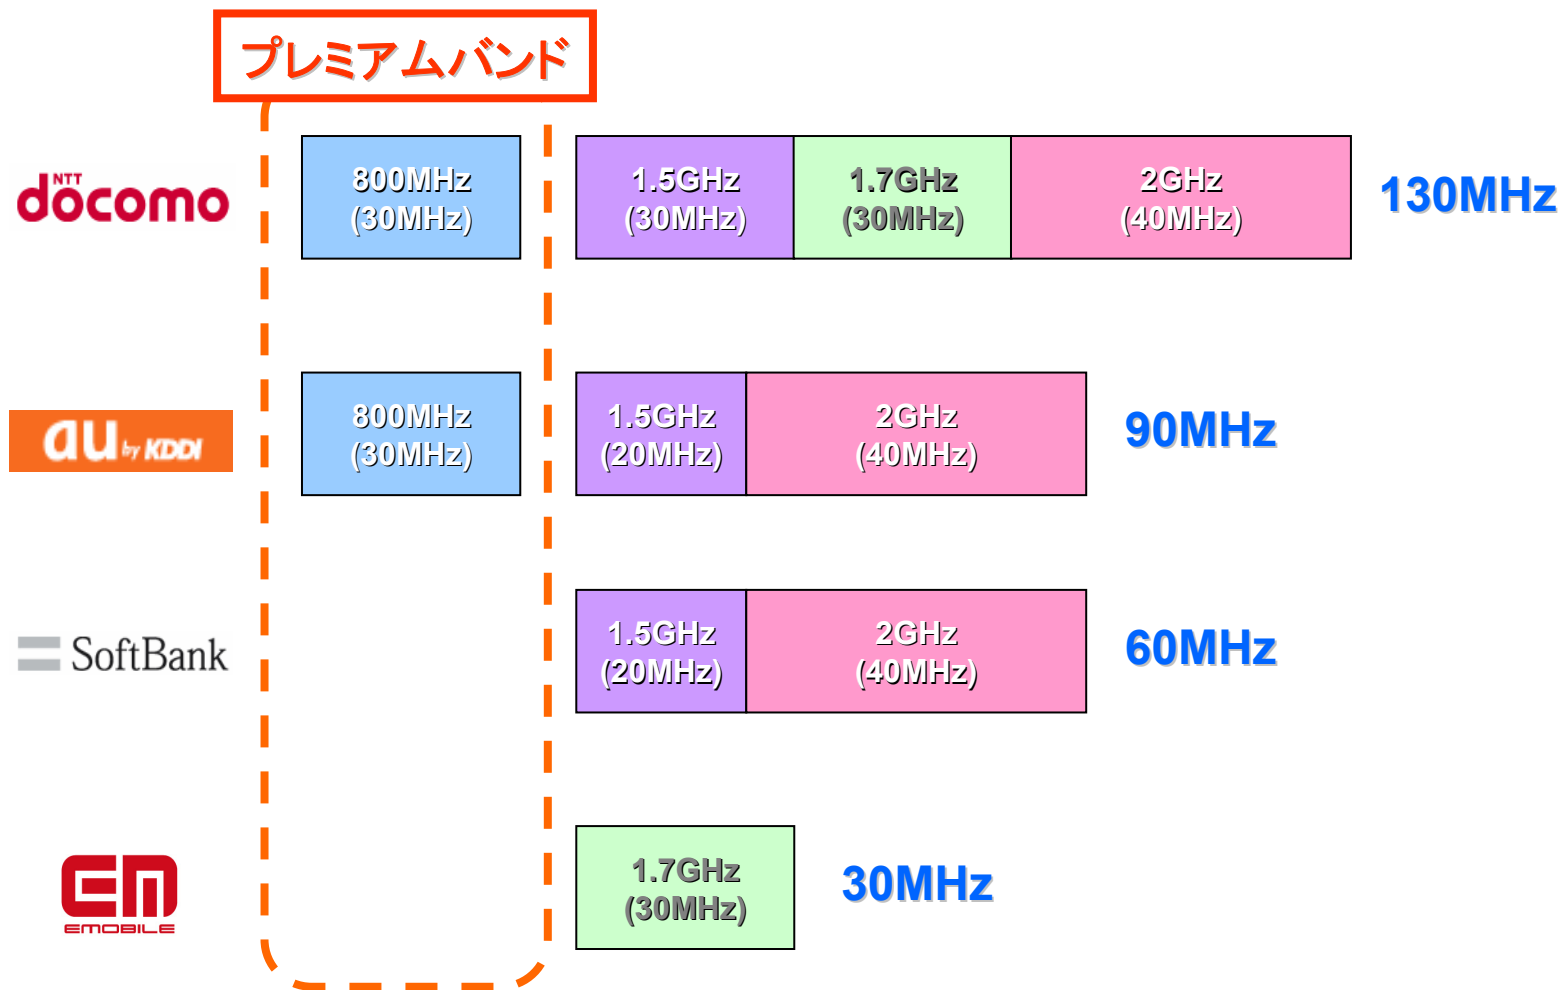 プレミアムバンド
NTT
döcomo
800MHz
(30MHz)
1.5GHz
(30MHz)
1.7GHz
(30MHz)
2GHz
(40MHz)
130MHz
au by KDDI
800MHz
(30MHz)
1.5GHz
(20MHz)
2GHz
(40MHz)
90MHz
SoftBank
1.5GHz
(20MHz)
2GHz
(40MHz)
60MHz
EM
EMOBILE
1.7GHz
(30MHz)
30MHz